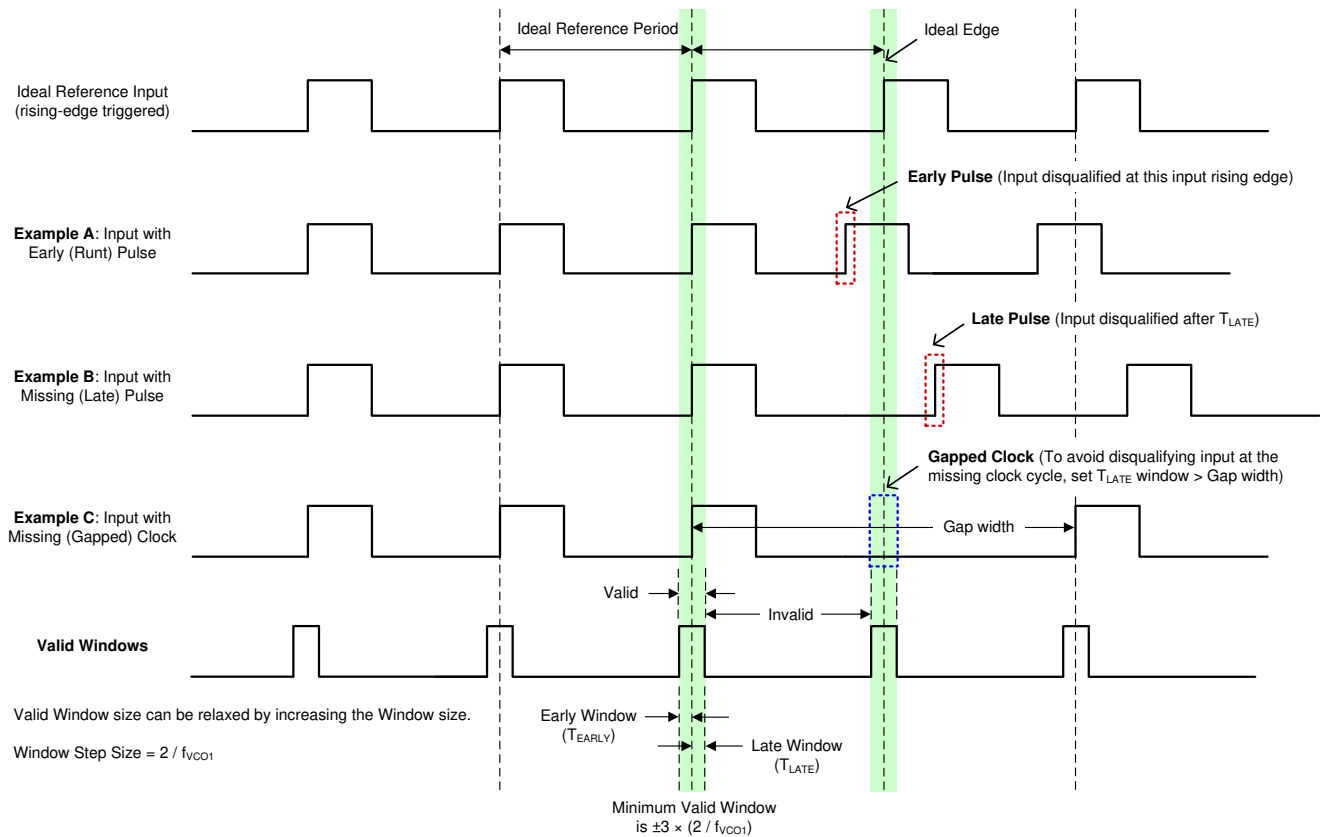 Ideal Reference Period
Ideal Edge
Ideal Reference Input
(rising-edge triggered)
Early Pulse (Input disqualified at this input rising edge)
Example A: Input with
Early (Runt) Pulse
Late Pulse (Input disqualified after TLATE)
Example B: Input with
Missing (Late) Pulse
Gapped Clock (To avoid disqualifying input at the
missing clock cycle, set TLATE window > Gap width)
Example C: Input with
Missing (Gapped) Clock
Gap width
Valid
Invalid
Valid Windows
Valid Window size can be relaxed by increasing the Window size.
Window Step Size = 2 / fVCO1
Early Window
(TEARLY)
Late Window
(TLATE)
Minimum Valid Window
is ±3 × (2 / fVCO1)